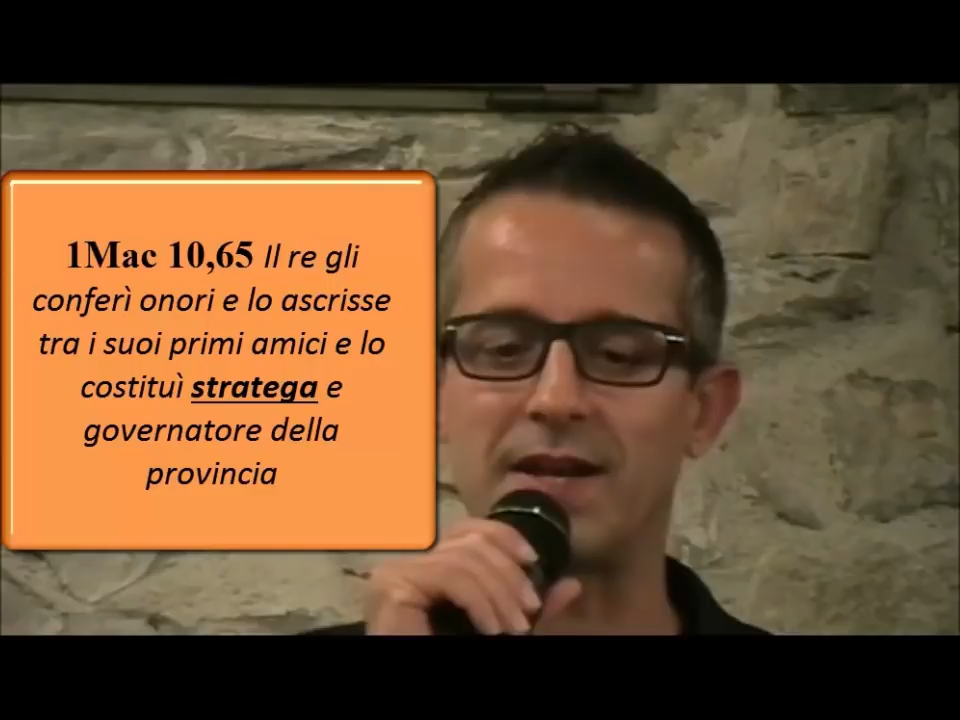 1Mac 10,65 Il re gli
conferì onori e lo ascrisse
tra i suoi primi amici e lo
costituì stratega e
governatore della
provincia